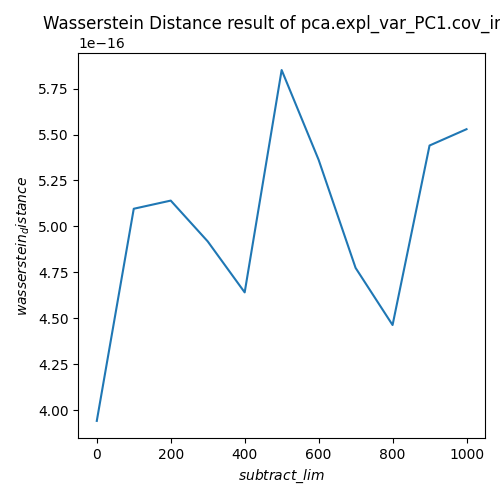 Wasserstein Distance result of pca.expl_var_PC1.cov_in
1e−16
5.75
5.50
5.25
5.00
4.75
4.50
4.25
4.00
wasserstein_distance
0 200 400 600 800 1000
subtract_lim